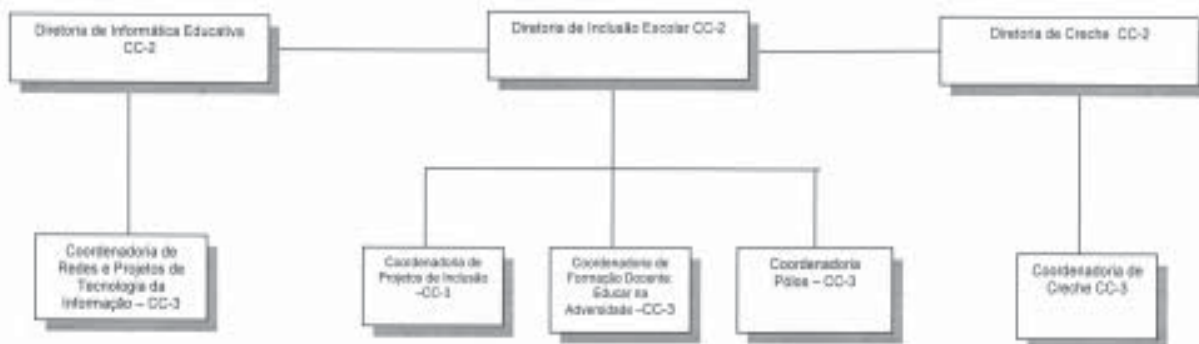 Diretoria de Informática Educativa
CC-2
Diretoria de Inclusão Escolar CC-2
Diretoria de Creche CC-2
Coordenadoria de
Redes e Projetos de
Tecnologia da
Informação – CC-3
Coordenadoria de
Projetos de Inclusão
–CC-3
Coordenadoria de
Formação Docente:
Educar na
Adversidade –CC-3
Coordenadoria
Pólos – CC-3
Coordenadoria de
Creche CC-3